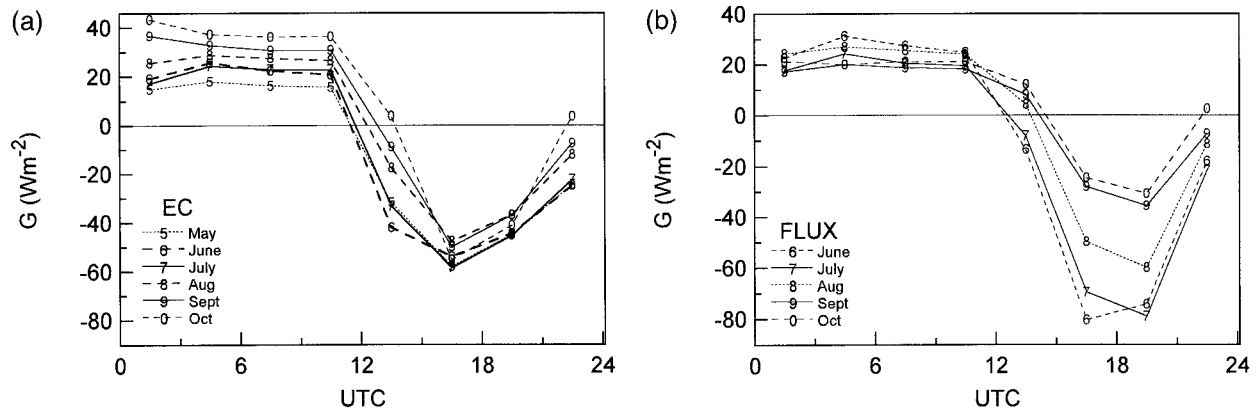 (a)
40
20
0
-20
-40
-60
-80
G (Wm-2)
EC
5 May
6 June
7 July
8 Aug
9 Sept
0 Oct
0 6 12 18 24
UTC
(b)
40
20
0
-20
-40
-60
-80
G (Wm-2)
FLUX
6 June
7 July
8 Aug
9 Sept
0 Oct
0 6 12 18 24
UTC